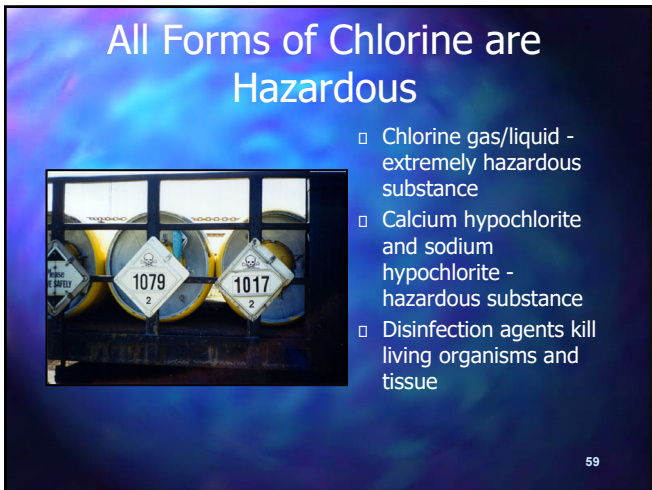 All Forms of Chlorine are
Hazardous
▯ Chlorine gas/liquid -
extremely hazardous
substance
▯ Calcium hypochlorite
and sodium
hypochlorite -
hazardous substance
▯ Disinfection agents kill
living organisms and
tissue
SAFELY
1079
2
1017
2
59